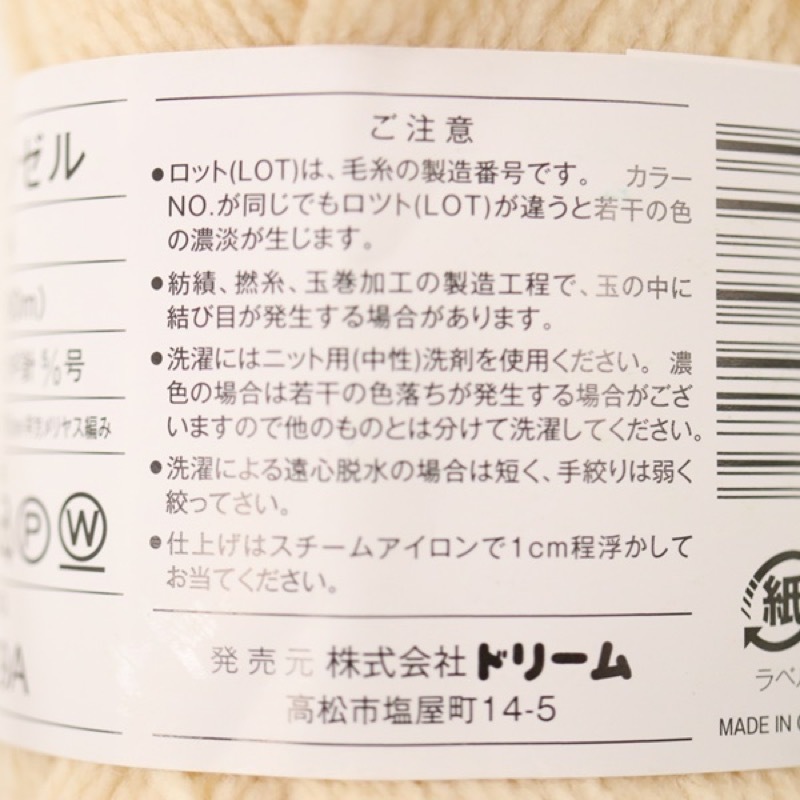 ご注意
●ロット(LOT)は、毛糸の製造番号です。 カラー
NO.が同じでもロツト(LOT)が違うと若干の色
の濃淡が生じます。
●紡績、撚糸、玉巻加工の製造工程で、玉の中に
結び目が発生する場合があります。
●洗濯にはニット用(中性)洗剤を使用ください。濃
色の場合は若干の色落ちが発生する場合がござ
いますので他のものとは分けて洗濯してください。
●洗濯による遠心脱水の場合は短く、手絞りは弱く
絞ってさい。
●仕上げはスチームアイロンで1cm程浮かして
お当てください。
発売元 株式会社ドリーム
高松市塩屋町14-5
ゼル
0m)
号
メリヤス編み
P W
A
紙
ラベル
MADE IN